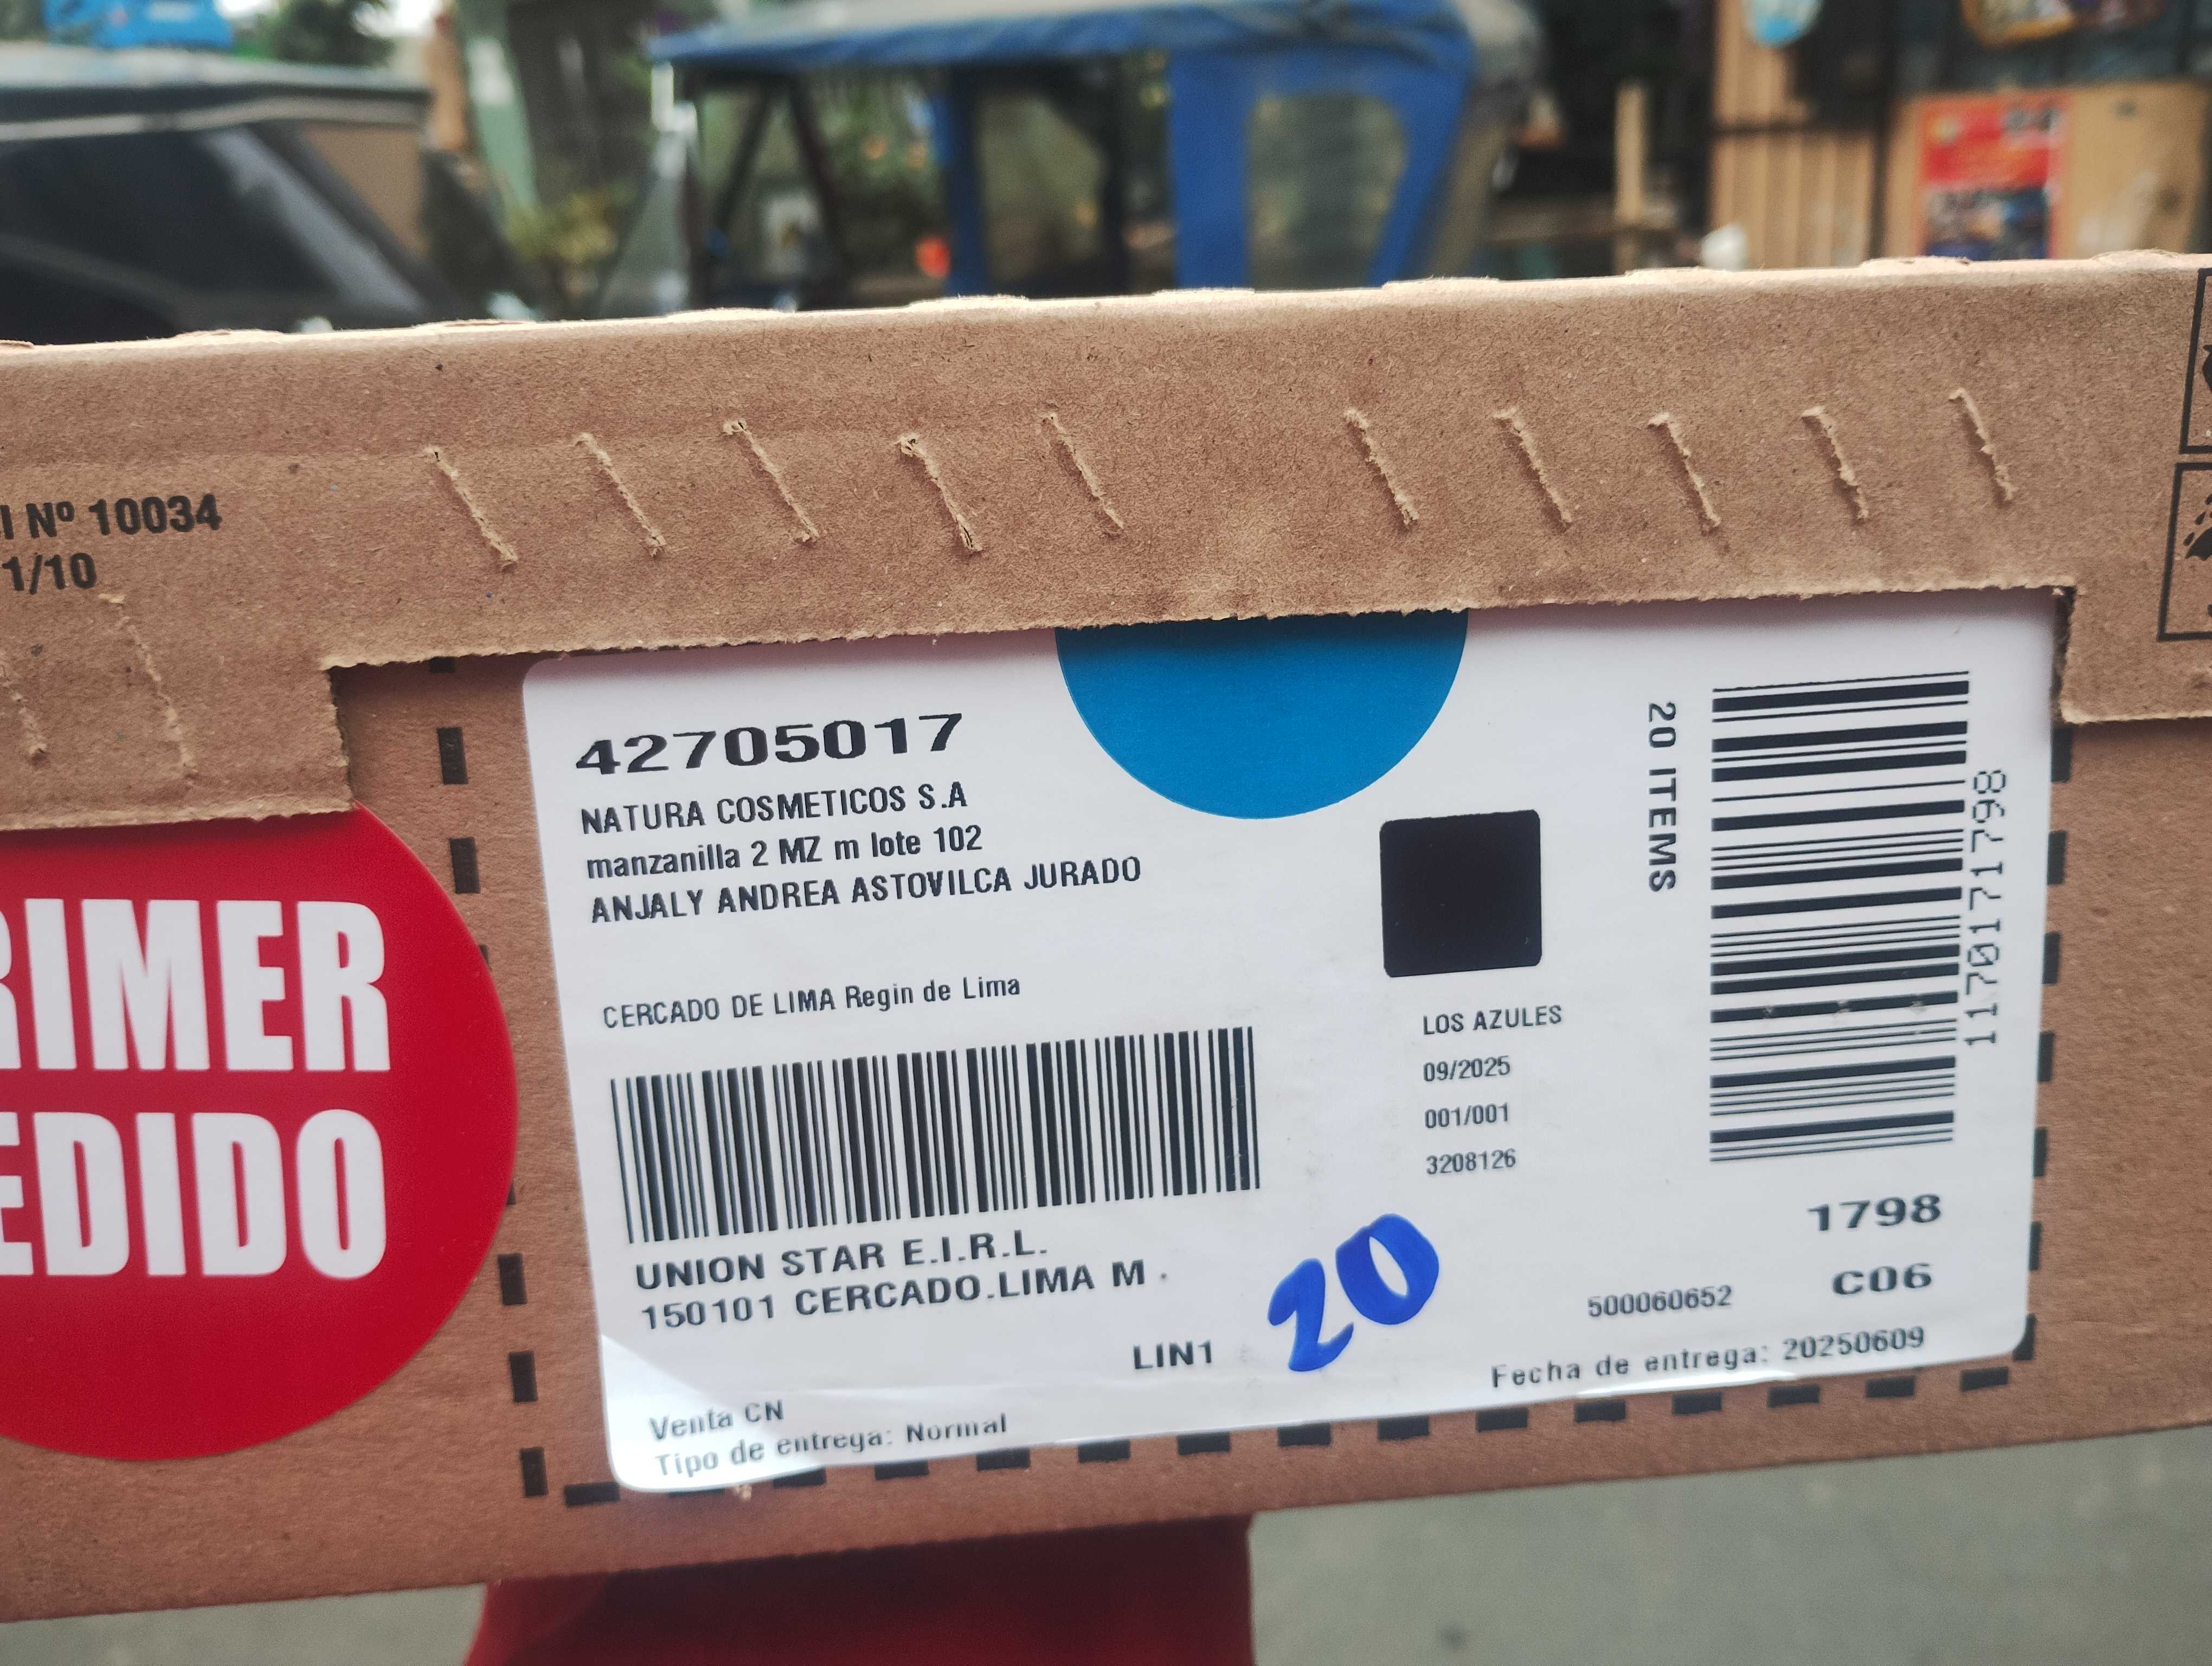 I Nº 10034
1/10
RIMER
EDIDO
42705017
NATURA COSMETICOS S.A
manzanilla 2 MZ m lote 102
ANJALY ANDREA ASTOVILCA JURADO
CERCADO DE LIMA Regin de Lima
UNION STAR E.I.R.L.
150101 CERCADO.LIMA M .
LIN1
20
Venta CN
Tipo de entrega: Normal
LOS AZULES
09/2025
001/001
3208126
20 ITEMS
1170171798
1798
C06
500060652
Fecha de entrega: 20250609